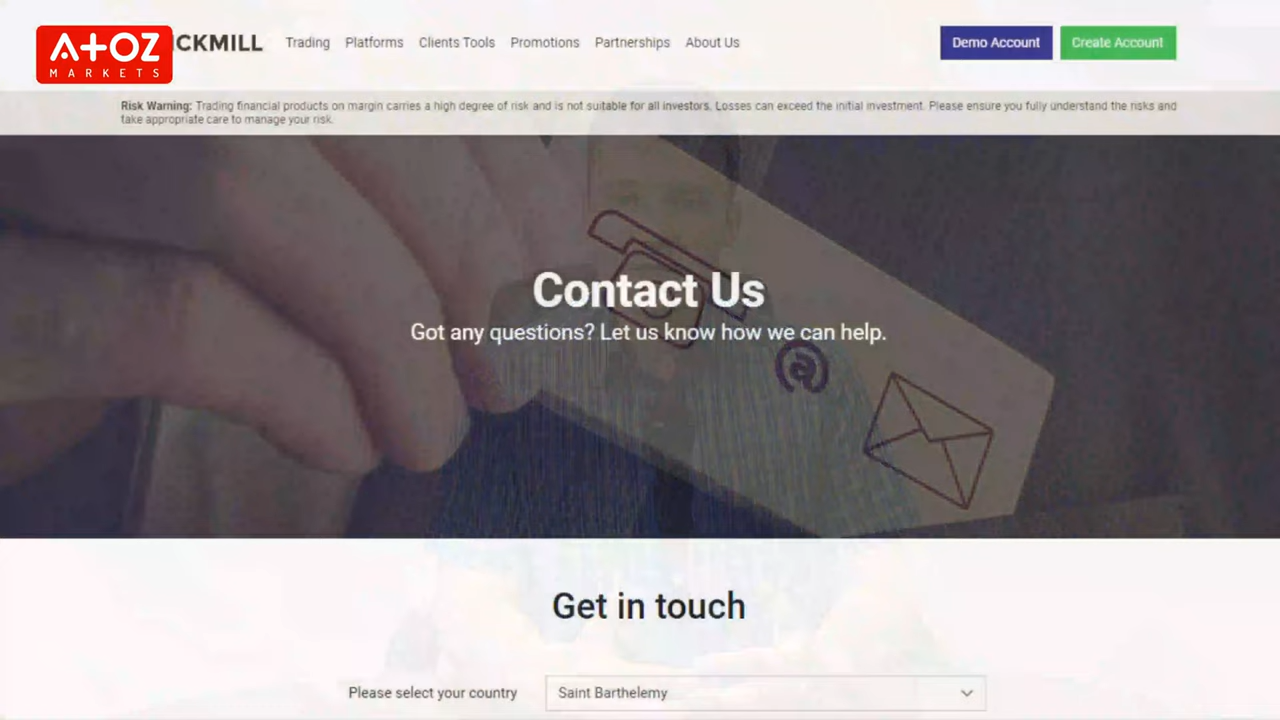 A+OZ
MARKETS
ICKMILL
Trading
Platforms
Clients Tools
Promotions
Partnerships
About Us
Demo Account
Create Account
Risk Warning: Trading financial products on margin carries a high degree of risk and is not suitable for all investors. Losses can exceed the initial investment. Please ensure you fully understand the risks and
take appropriate care to manage your risk.
Contact Us
Got any questions? Let us know how we can help.
@
Get in touch
Please select your country
Saint Barthelemy